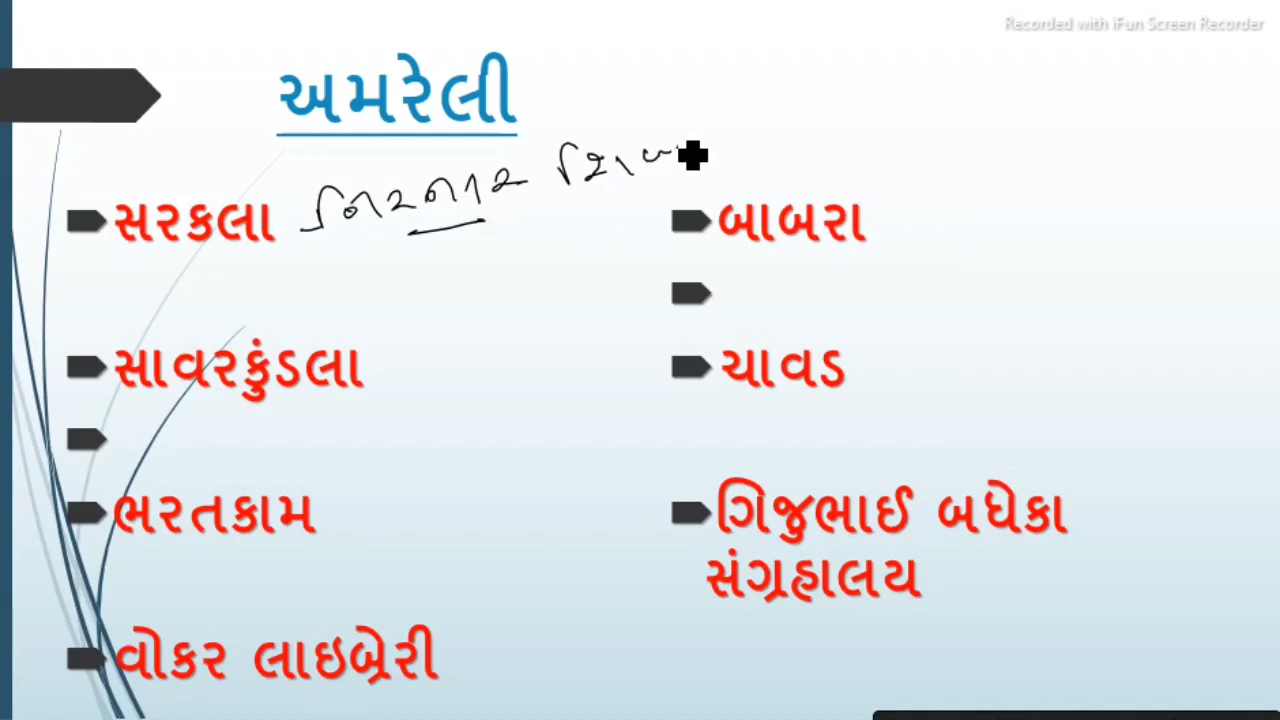 Recorded with iFun Screen Recorder
અમરેલી
સરકલા
સાવરકુંડલા
ભરતકામ
વોકર લાઇબ્રેરી
બાબરા
ચાવડ
ગિજુભાઈ બધેકા
સંગ્રહાલય